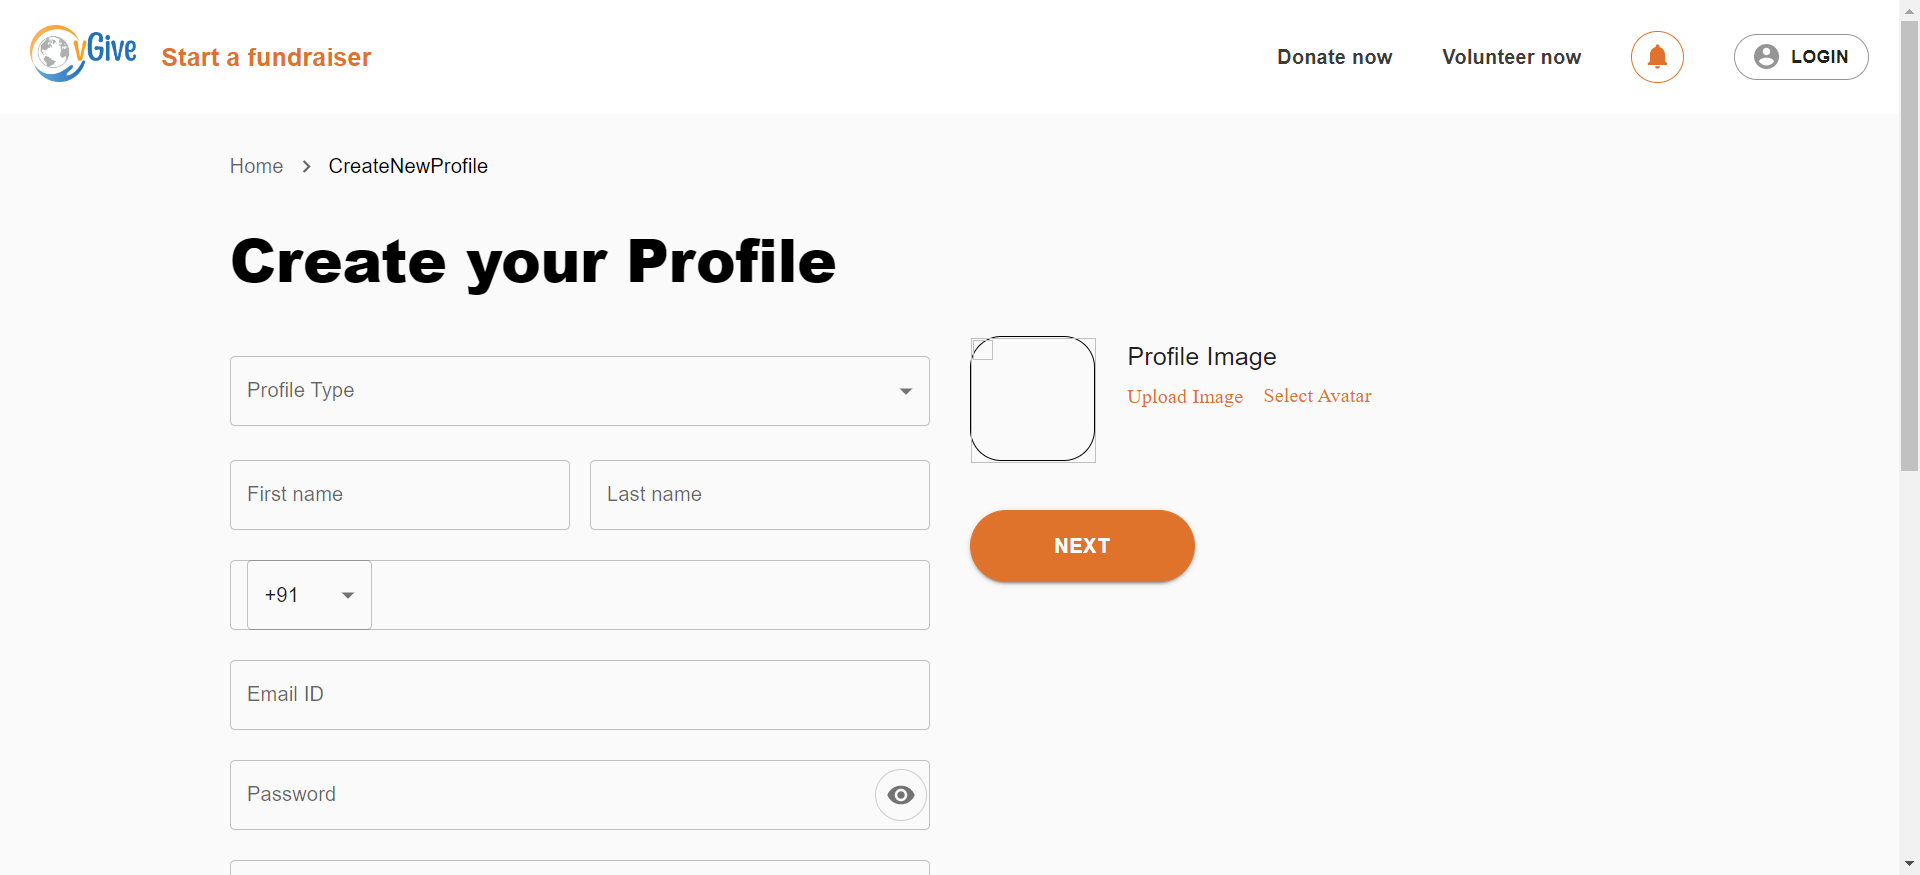 vGive
Start a fundraiser
Donate now
Volunteer now
LOGIN
Home > CreateNewProfile
Create your Profile
Profile Type
First name
Last name
+91
Email ID
Password
Profile Image
Upload Image
Select Avatar
NEXT